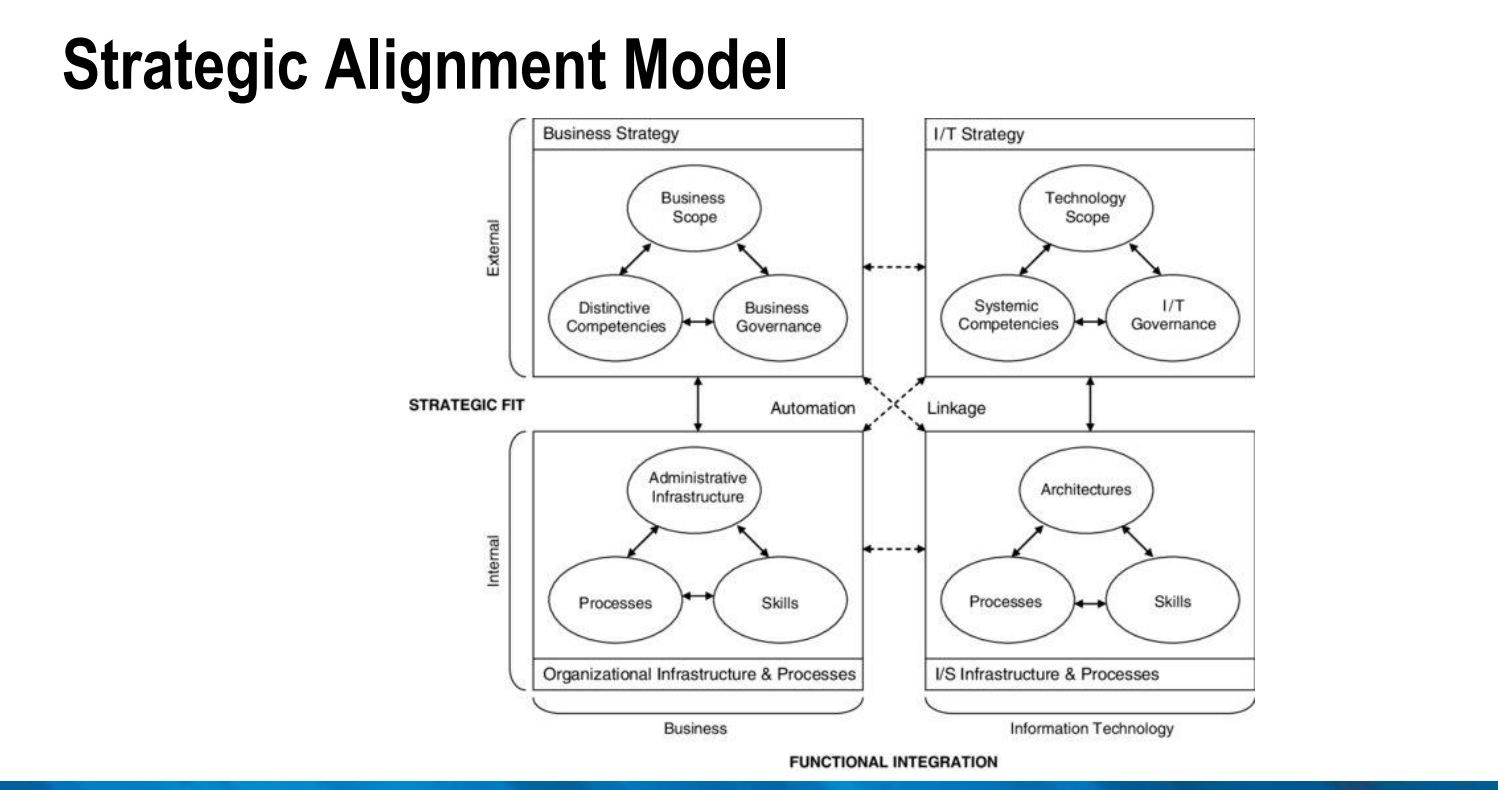 Strategic Alignment Model
Business Strategy
Business
Scope
Distinctive
Competencies
Business
Governance
I/T Strategy
Technology
Scope
Systemic
Competencies
I/T
Governance
External
STRATEGIC FIT
Automation
Linkage
Internal
Administrative
Infrastructure
Processes
Skills
Organizational Infrastructure & Processes
Architectures
Processes
Skills
I/S Infrastructure & Processes
Business
Information Technology
FUNCTIONAL INTEGRATION